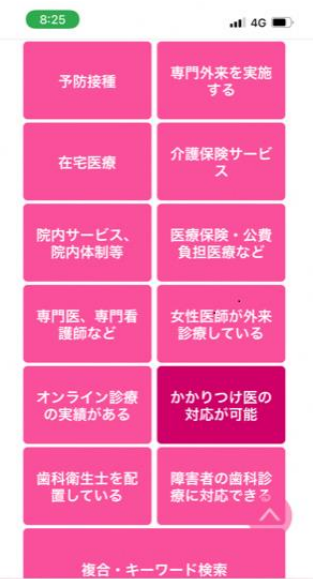 8:25
4G
予防接種
専門外来を実施
する
在宅医療
介護保険サービ
ス
院内サービス、
院内体制等
医療保険・公費
負担医療など
専門医、専門看
護師など
女性医師が外来
診療している
オンライン診療
の実績がある
かかりつけ医の
対応が可能
歯科衛生士を配
置している
障害者の歯科診
療に対応できる
複合・キーワード検索